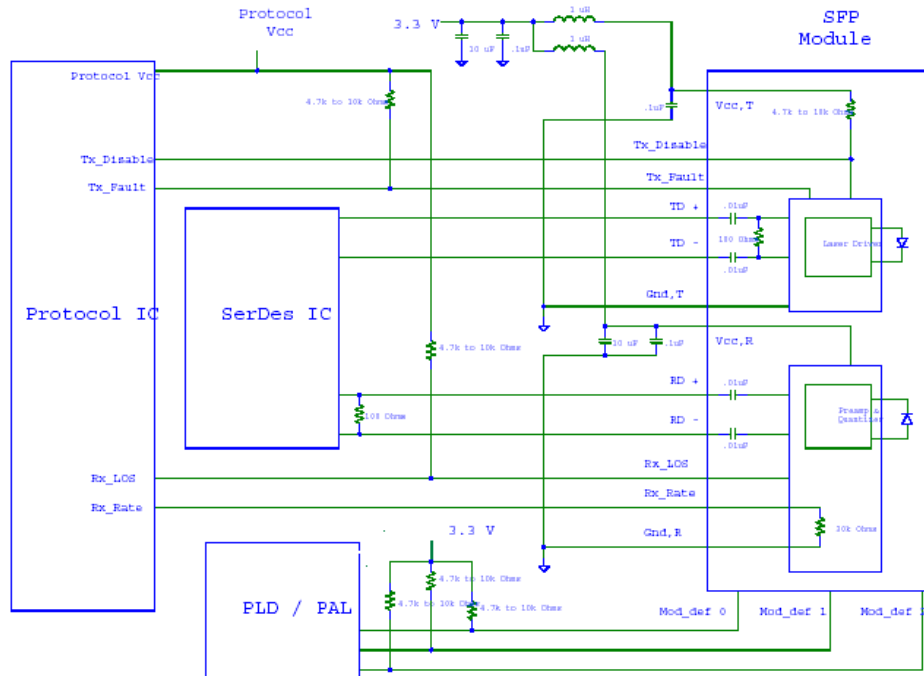 Protocol
Vcc
3.3 V
1 uH
1 uH
SFP
Module
10 uF
.1uF
Protocol Vcc
4.7k to 10k Ohms
.1uF
Vcc,T
4.7k to 10k Ohms
Tx_Disable
Tx_Disable
Tx_Fault
Tx_Fault
TD +
.01uF
TD -
100 Ohms
.01uF
Laser Driver
Gnd,T
Protocol IC
SerDes IC
4.7k to 10k Ohms
10 uF
.1uF
Vcc,R
RD +
.01uF
100 Ohms
RD -
.01uF
Preamp &
Quantizer
Rx_LOS
Rx_LOS
Rx_Rate
Rx_Rate
3.3 V
Gnd,R
30k Ohms
4.7k to 10k Ohms
4.7k to 10k Ohms
4.7k to 10k Ohms
PLD / PAL
Mod_def 0
Mod_def 1
Mod_def